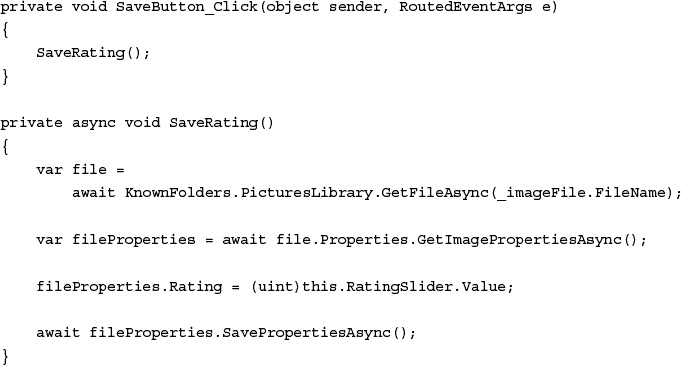 private void SaveButton_Click(object sender, RoutedEventArgs e)
{
    SaveRating();
}

private async void SaveRating()
{
    var file =
        await KnownFolders.PicturesLibrary.GetFileAsync(_imageFile.FileName);

    var fileProperties = await file.Properties.GetImagePropertiesAsync();

    fileProperties.Rating = (uint)this.RatingSlider.Value;

    await fileProperties.SavePropertiesAsync();
}